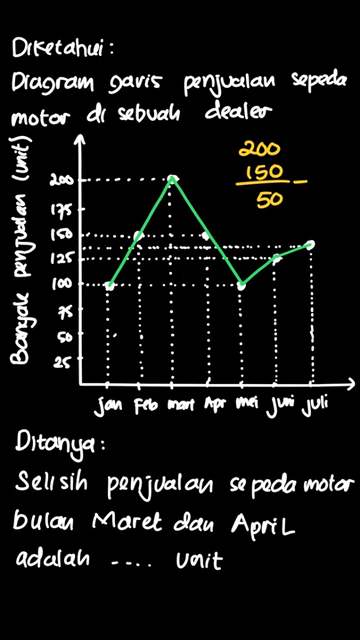 Diketahui:
Diagram garis penjualan sepeda
motor di sebuah dealer
200
150
50
Banyak penjualan (unit)
200
175
150
125
100
75
50
25
Jan Feb Mart Apr Mei Juni Juli
Ditanya:
Selisih penjualan sepeda motor
bulan Maret dan April
adalah .... unit